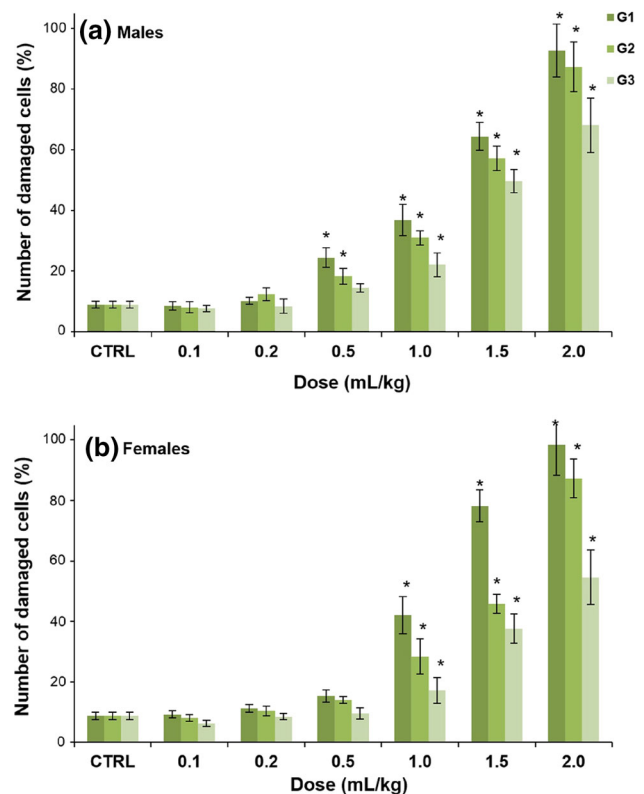 (a) Males
G1
G2
G3
Number of damaged cells (%)
100
80
60
40
20
0
* * * * * * * * * * *
CTRL 0.1 0.2 0.5 1.0 1.5 2.0
Dose (mL/kg)
(b) Females
Number of damaged cells (%)
100
80
60
40
20
0
* * * * * * * * *
CTRL 0.1 0.2 0.5 1.0 1.5 2.0
Dose (mL/kg)